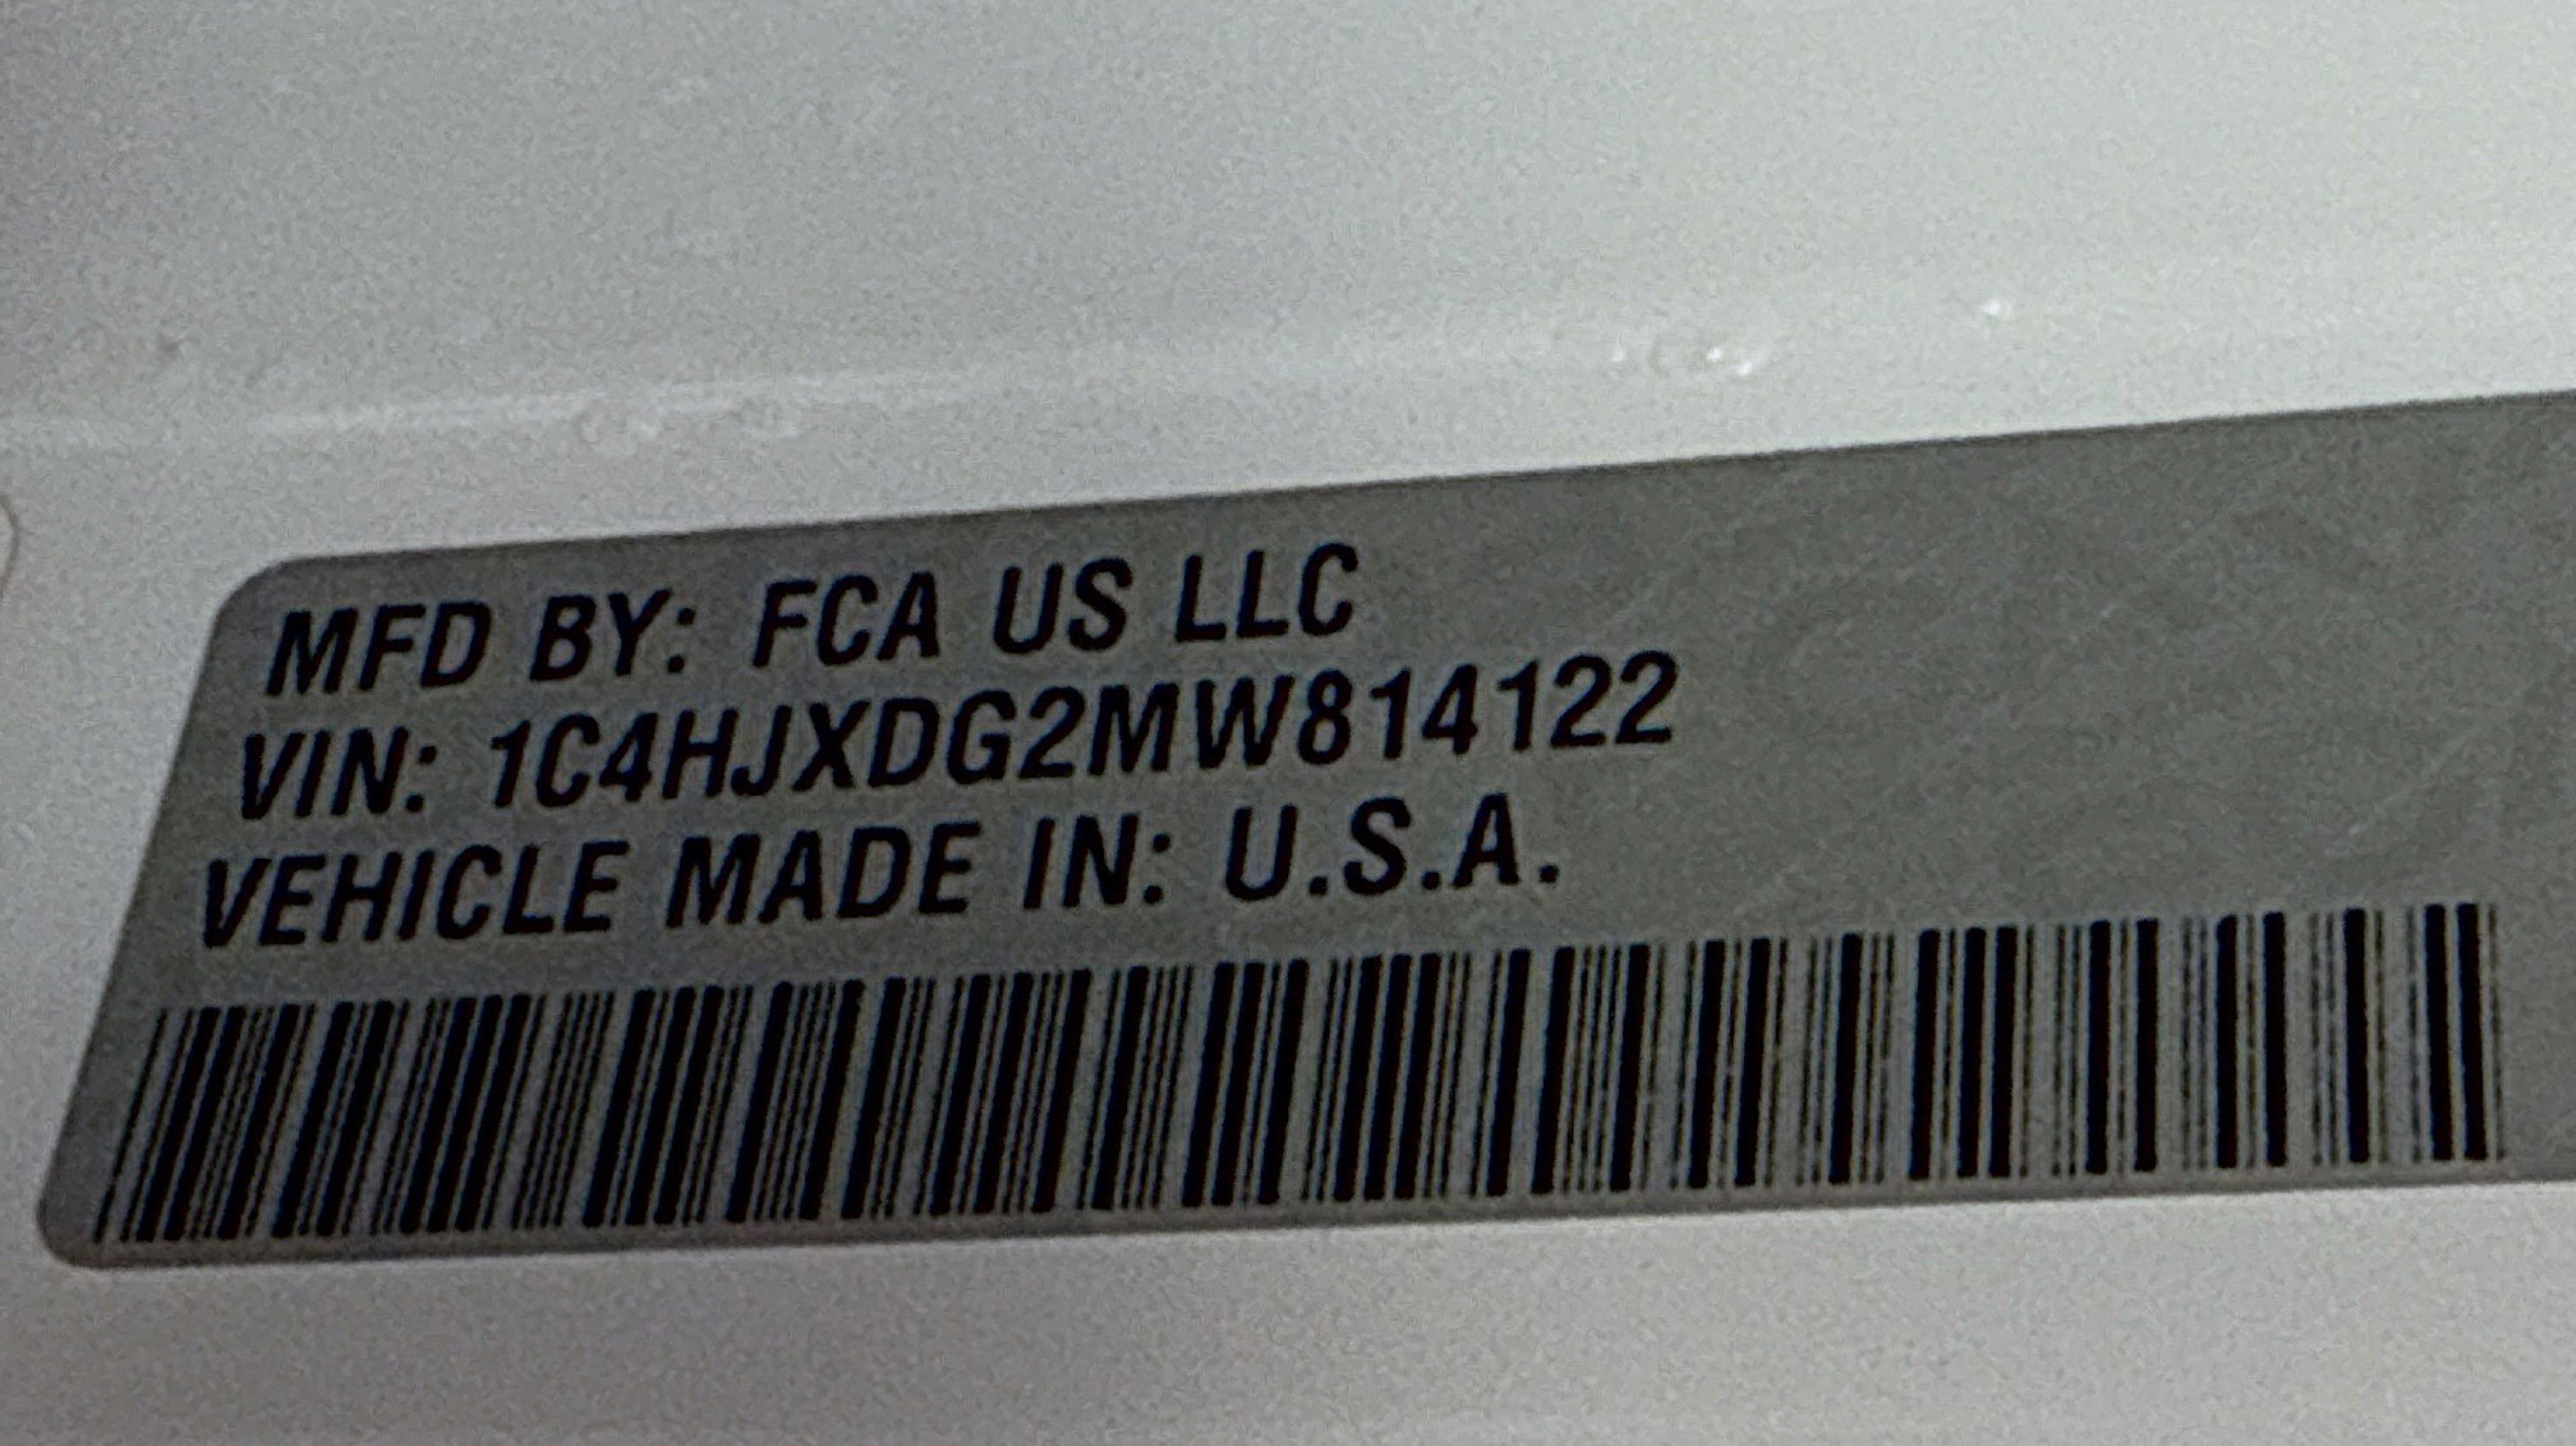 MFD BY: FCA US LLC
VIN: 1C4HJXDG2MW814122
VEHICLE MADE IN: U.S.A.